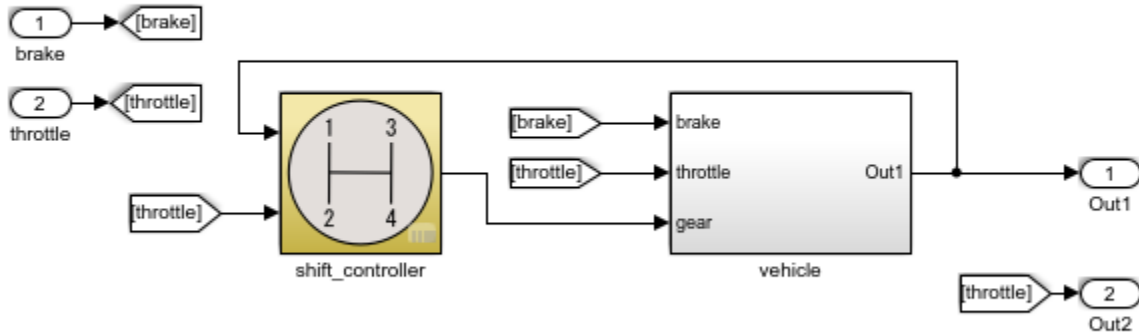 1
[brake]
brake
2
[throttle]
throttle
[throttle]
1 3
2 4
shift_controller
[brake]
brake
[throttle]
throttle
Out1
gear
vehicle
1
Out1
[throttle]
2
Out2